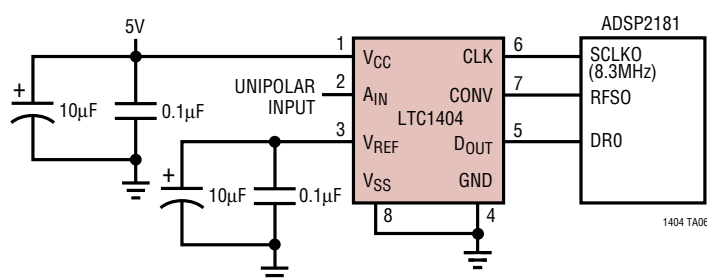 ADSP2181
5V
1
VCC
CLK
6
SCLKO
(8.3MHz)
+
10µF
0.1µF
UNIPOLAR
INPUT
2
AIN
CONV
7
RFSO
LTC1404
3
VREF
DOUT
5
DR0
+
10µF
0.1µF
VSS
GND
8
4
1404 TA06